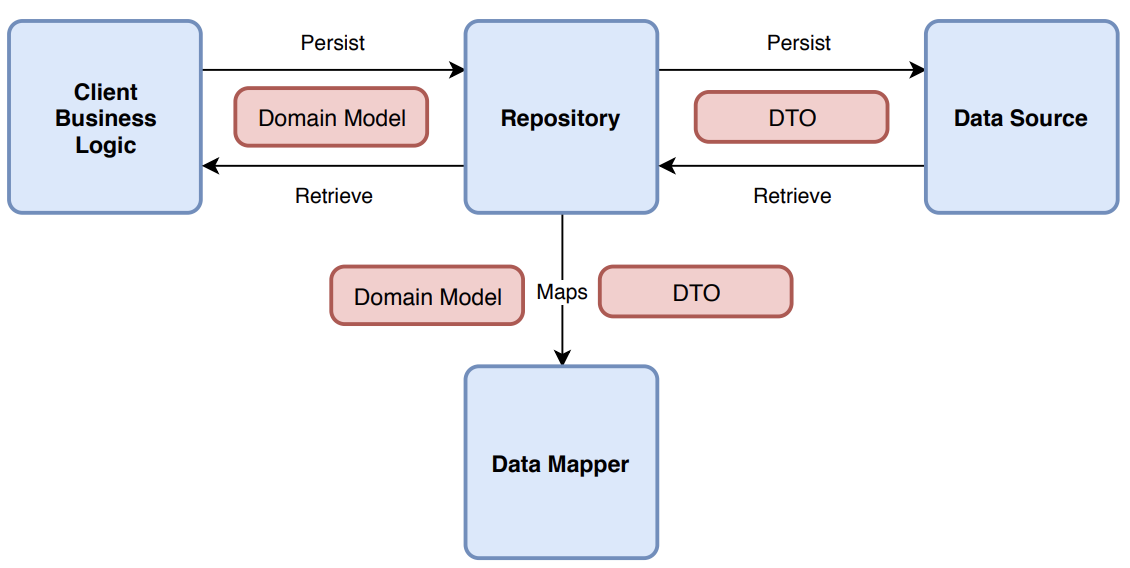 Persist
Persist
Client
Business
Logic
Domain Model
Repository
DTO
Data Source
Retrieve
Retrieve
Domain Model
Maps
DTO
Data Mapper